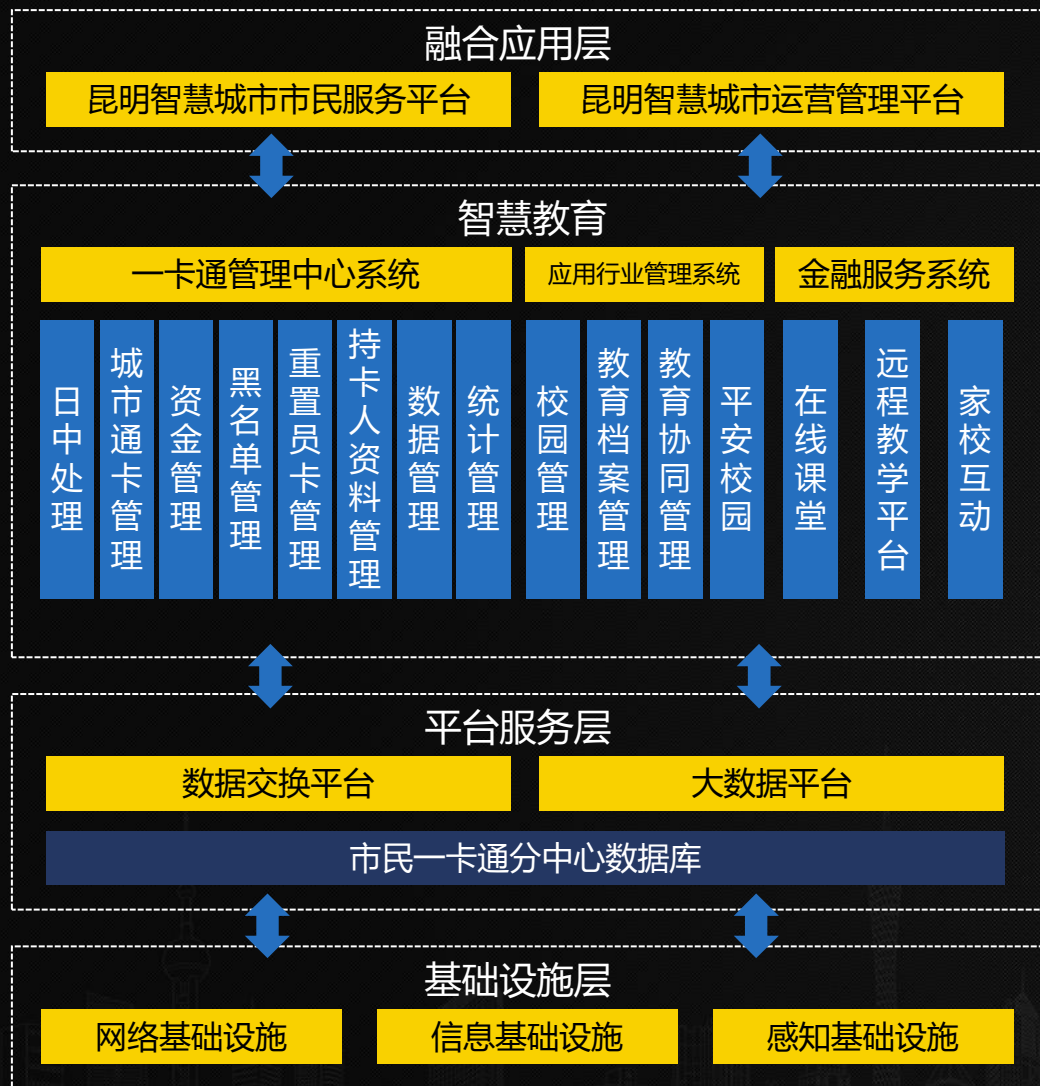 融合应用层
昆明智慧城市市民服务平台
昆明智慧城市运营管理平台
智慧教育
一卡通管理中心系统
应用行业管理系统
金融服务系统
日中处理
城市通卡管理
资金管理
黑名单管理
重置员卡管理
持卡人资料管理
数据管理
统计管理
校园管理
教育档案管理
教育协同管理
平安校园
在线课堂
远程教学平台
家校互动
平台服务层
数据交换平台
大数据平台
市民一卡通分中心数据库
基础设施层
网络基础设施
信息基础设施
感知基础设施